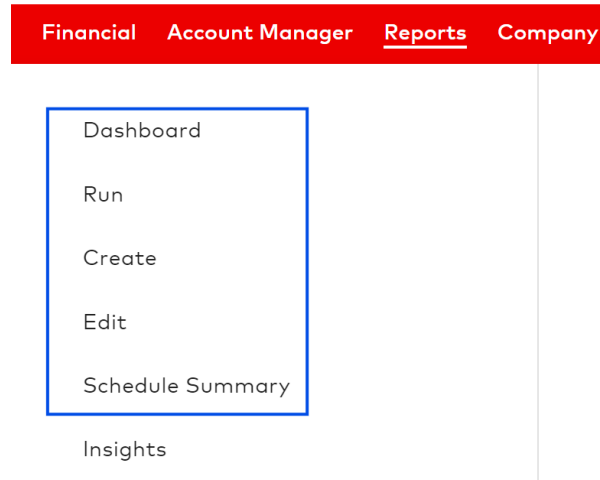 Financial Account Manager Reports Company
Dashboard
Run
Create
Edit
Schedule Summary
Insights